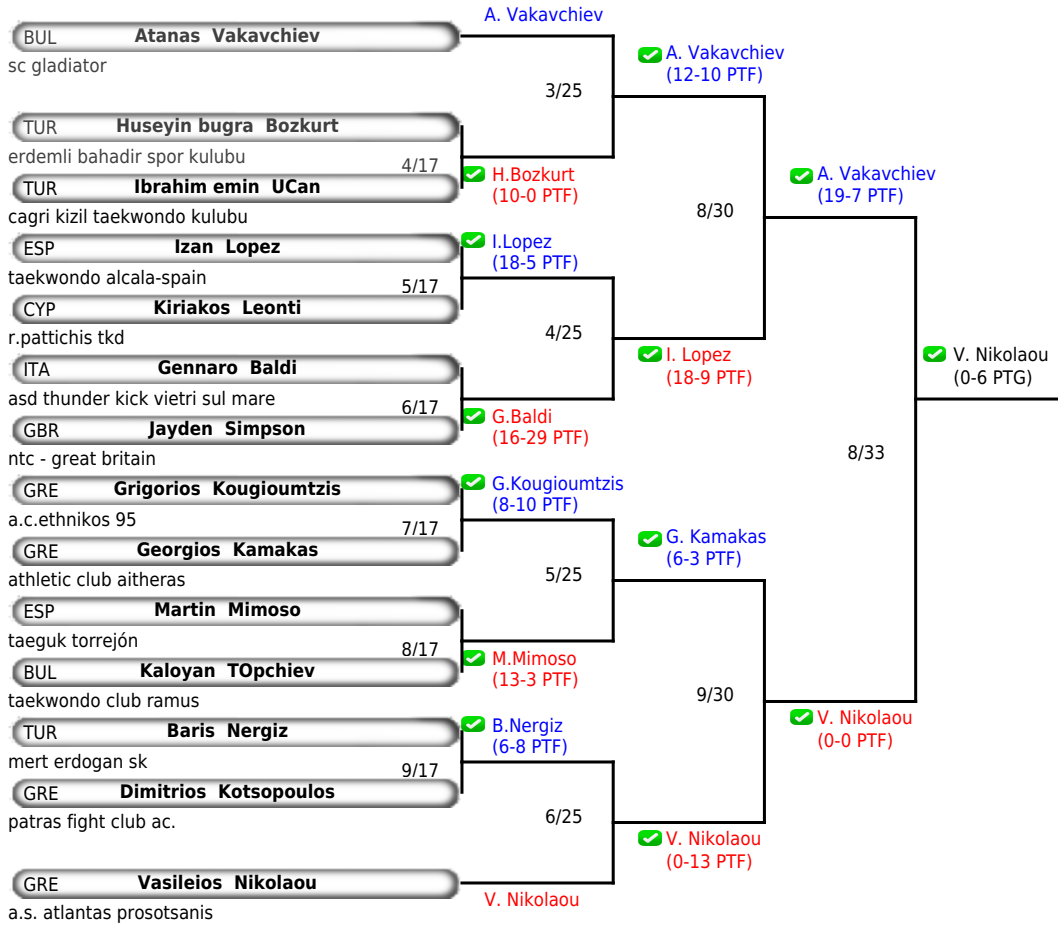 A. Vakavchiev
BUL Atanas Vakavchiev
sc gladiator
A. Vakavchiev
(12-10 PTF)
3/25
TUR Huseyin bugra Bozkurt
erdemli bahadir spor kulubu
4/17
H.Bozkurt
(10-0 PTF)
TUR Ibrahim emin UCan
cagri kizil taekwondo kulubu
A. Vakavchiev
(19-7 PTF)
8/30
ESP Izan Lopez
I.Lopez
(18-5 PTF)
taekwondo alcala-spain
5/17
CYP Kiriakos Leonti
r.pattichis tkd
4/25
I. Lopez
(18-9 PTF)
V. Nikolaou
(0-6 PTG)
ITA Gennaro Baldi
asd thunder kick vietri sul mare
6/17
G.Baldi
(16-29 PTF)
GBR Jayden Simpson
ntc - great britain
8/33
GRE Grigorios Kougioumtzis
G.Kougioumtzis
(8-10 PTF)
a.c.ethnikos 95
7/17
GRE Georgios Kamakas
athletic club aitheras
G. Kamakas
(6-3 PTF)
5/25
ESP Martin Mimoso
taeguk torrejón
8/17
M.Mimoso
(13-3 PTF)
BUL Kaloyan TOpchiev
taekwondo club ramus
9/30
V. Nikolaou
(0-0 PTF)
TUR Baris Nergiz
B.Nergiz
(6-8 PTF)
mert erdogan sk
9/17
GRE Dimitrios Kotsopoulos
patras fight club ac.
6/25
V. Nikolaou
(0-13 PTF)
GRE Vasileios Nikolaou
V. Nikolaou
a.s. atlantas prosotsanis